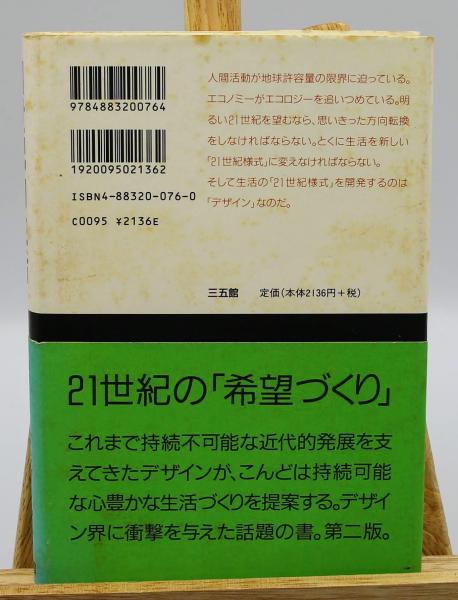 9784883200764
1920095021362
ISBN4-88320-076-0
C0095 ¥2136E
人間活動が地球許容量の限界に迫っている。
エコノミーがエコロジーを追いつめている。明
るい21世紀を望むなら、思いきった方向転換
をしなければならない。とくに生活を新しい
「21世紀様式」に変えなければならない。
そして生活の「21世紀様式」を開発するのは
「デザイン」なのだ。
三五館 定価(本体2136円+税)
21世紀の「希望づくり」
これまで持続不可能な近代的発展を支
えてきたデザインが、こんどは持続可能
な心豊かな生活づくりを提案する。デザイ
ン界に衝撃を与えた話題の書。第二版。